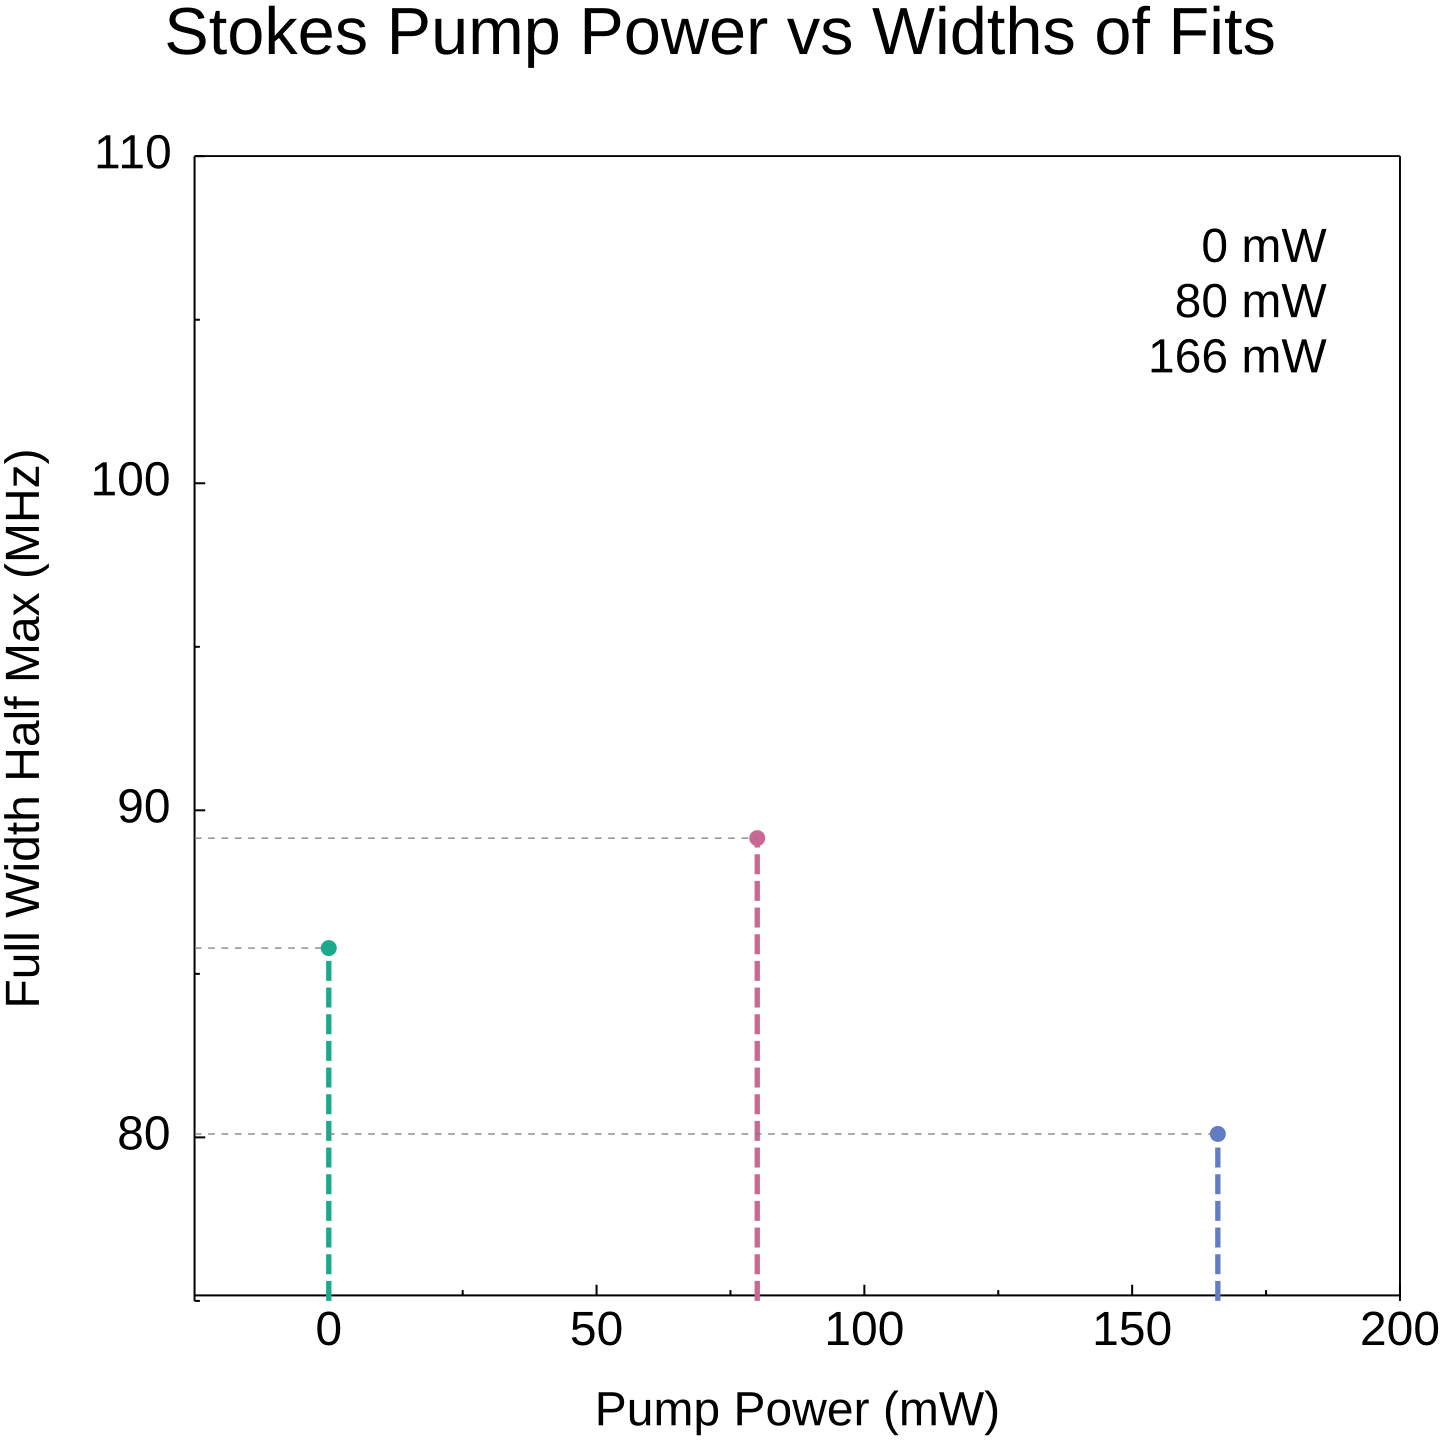 Stokes Pump Power vs Widths of Fits
110
0 mW
80 mW
166 mW
100
90
80
Full Width Half Max (MHz)
0 50 100 150 200
Pump Power (mW)